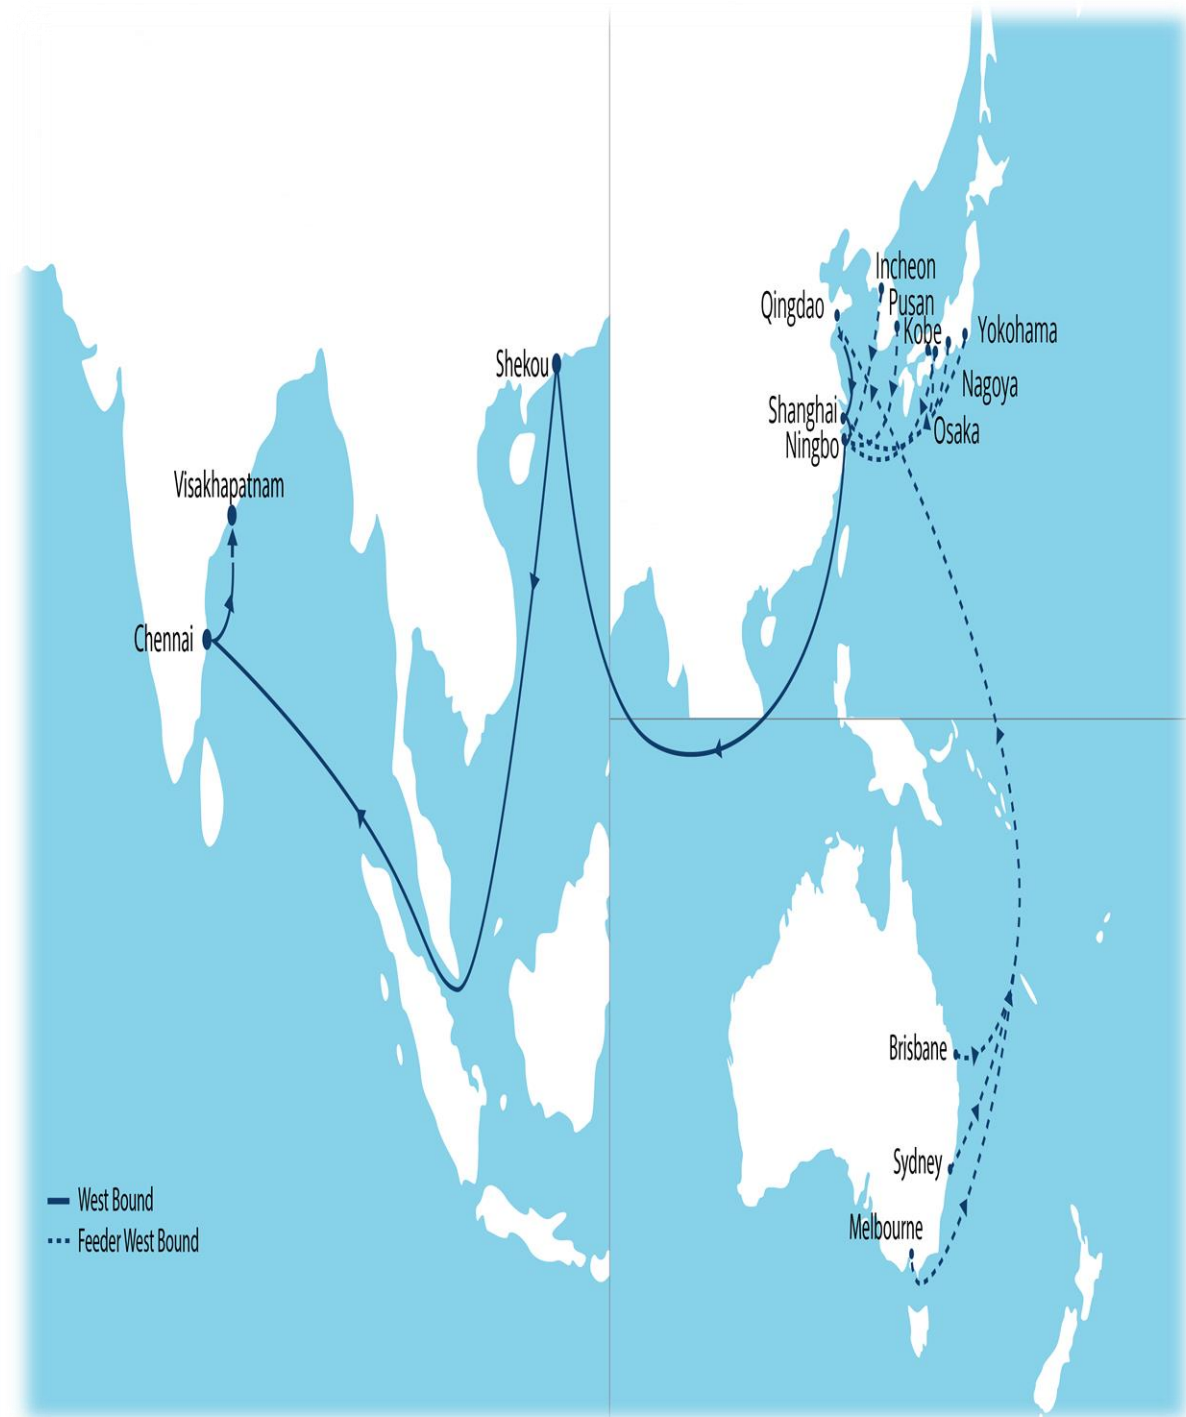 Incheon
Qingdao
Pusan
Kobe
Yokohama
Shekou
Nagoya
Shanghai
Osaka
Ningbo
Visakhapatnam
Chennai
Brisbane
Sydney
Melbourne
West Bound
Feeder West Bound